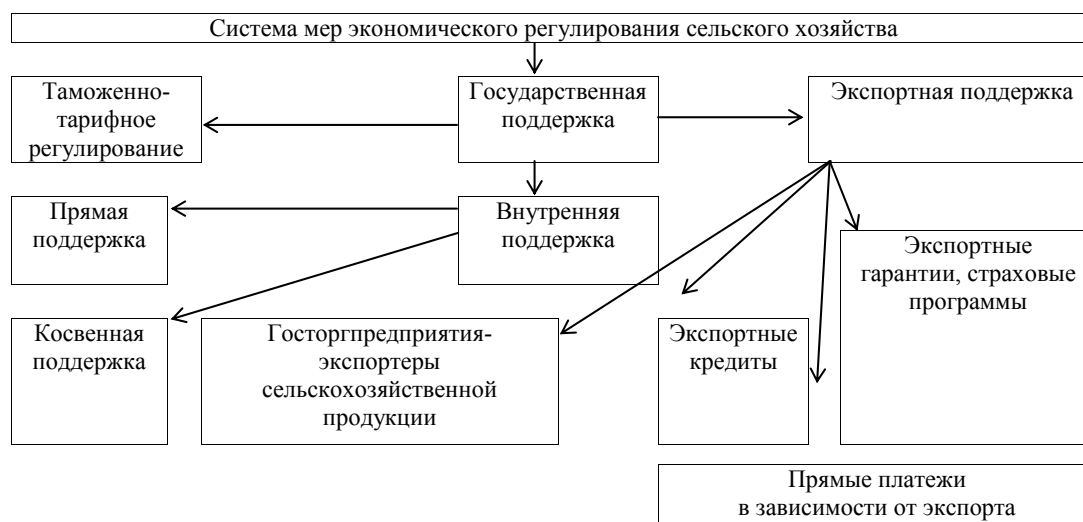 Система мер экономического регулирования сельского хозяйства
Таможенно-
тарифное
регулирование
Государственная
поддержка
Экспортная поддержка
Прямая
поддержка
Внутренняя
поддержка
Экспортные
гарантии, страховые
программы
Косвенная
поддержка
Госторгпредприятия-
экспортеры
сельскохозяйственной
продукции
Экспортные
кредиты
Прямые платежи
в зависимости от экспорта